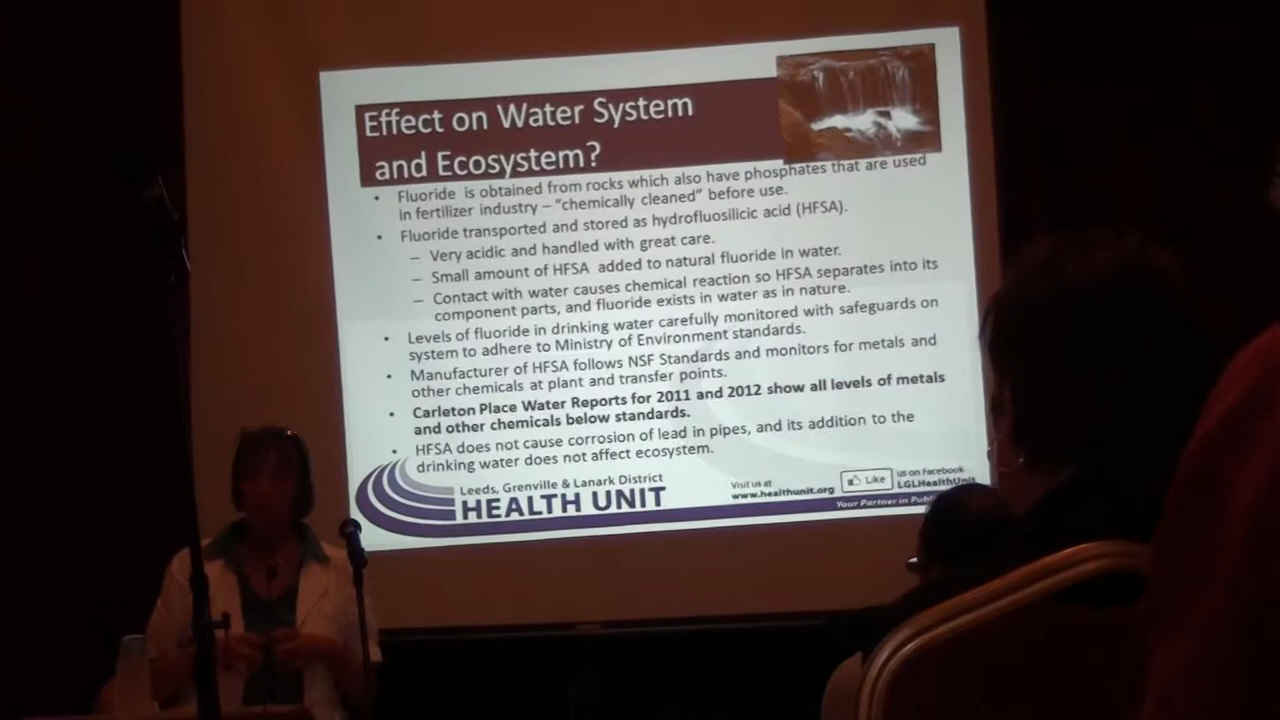 Effect on Water System
and Ecosystem?
• Fluoride is obtained from rocks which also have phosphates that are used
in fertilizer industry – "chemically cleaned" before use.
• Fluoride transported and stored as hydrofluosilicic acid (HFSA).
– Very acidic and handled with great care.
– Small amount of HFSA added to natural fluoride in water.
– Contact with water causes chemical reaction so HFSA separates into its
component parts, and fluoride exists in water as in nature.
• Levels of fluoride in drinking water carefully monitored with safeguards on
system to adhere to Ministry of Environment standards.
• Manufacturer of HFSA follows NSF Standards and monitors for metals and
other chemicals at plant and transfer points.
• Carleton Place Water Reports for 2011 and 2012 show all levels of metals
and other chemicals below standards.
• HFSA does not cause corrosion of lead in pipes, and its addition to the
drinking water does not affect ecosystem.
Leeds, Grenville & Lanark District
HEALTH UNIT
Visit us at
www.healthunit.org
Like
us on Facebook
LGLHealthUnit
Your Partner in Publ